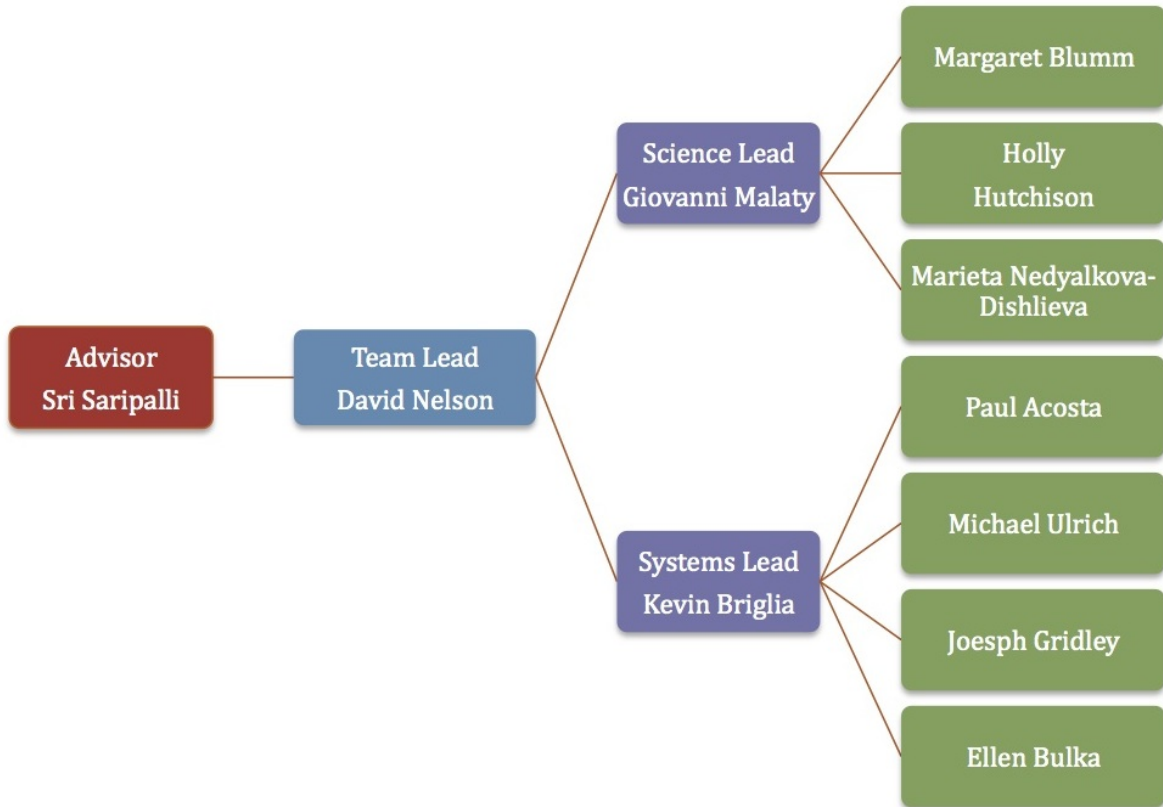 Advisor
Sri Saripalli
Team Lead
David Nelson
Science Lead
Giovanni Malaty
Systems Lead
Kevin Briglia
Margaret Blumm
Holly
Hutchison
Marieta Nedyalkova-
Dishlieva
Paul Acosta
Michael Ulrich
Joesph Gridley
Ellen Bulka